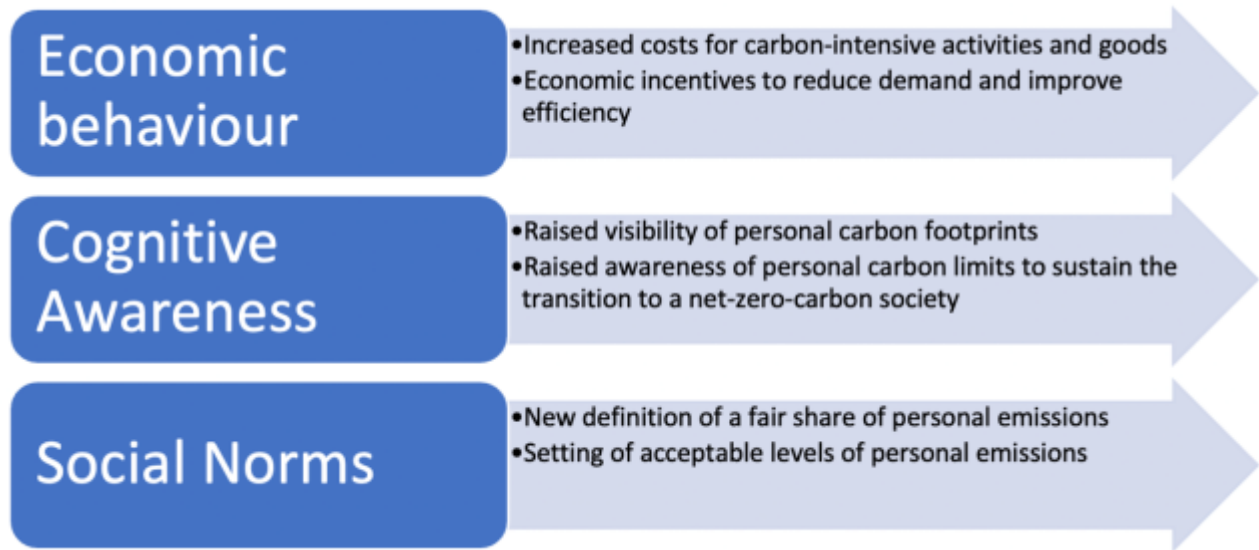 Economic
behaviour
•Increased costs for carbon-intensive activities and goods
•Economic incentives to reduce demand and improve
efficiency
Cognitive
Awareness
•Raised visibility of personal carbon footprints
•Raised awareness of personal carbon limits to sustain the
transition to a net-zero-carbon society
Social Norms
•New definition of a fair share of personal emissions
•Setting of acceptable levels of personal emissions